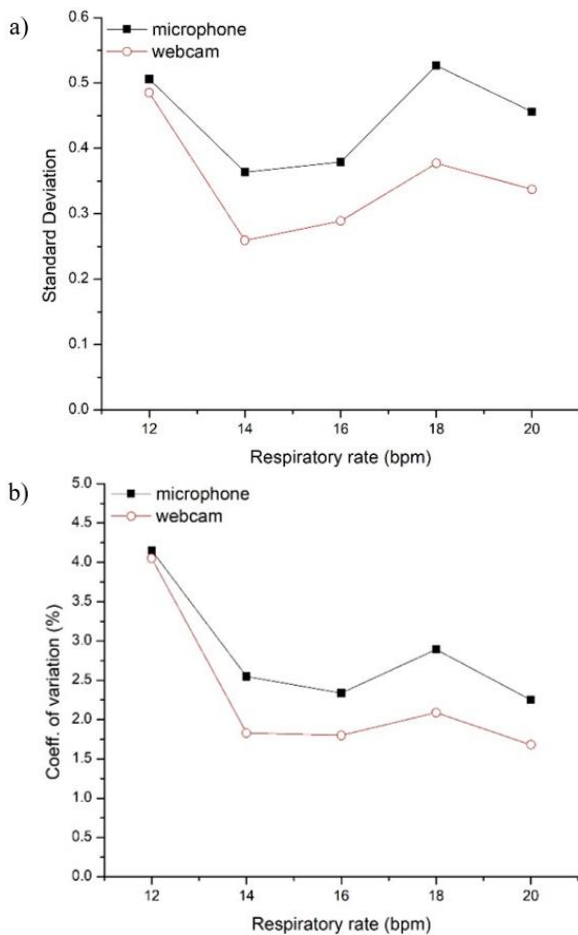 a)
microphone
webcam
0.6
0.5
0.4
0.3
0.2
0.1
0.0
Standard Deviation
12 14 16 18 20
Respiratory rate (bpm)
b)
microphone
webcam
5.0
4.5
4.0
3.5
3.0
2.5
2.0
1.5
1.0
0.5
0.0
Coeff. of variation (%)
12 14 16 18 20
Respiratory rate (bpm)